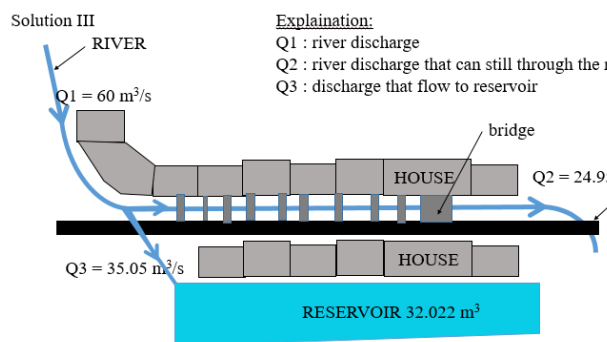 Solution III
RIVER
Explaination:
Q1 : river discharge
Q2 : river discharge that can still through the
Q3 : discharge that flow to reservoir
Q1 = 60 m³/s
bridge
HOUSE
Q2 = 24.9
Q3 = 35.05 m³/s
HOUSE
RESERVOIR 32.022 m³